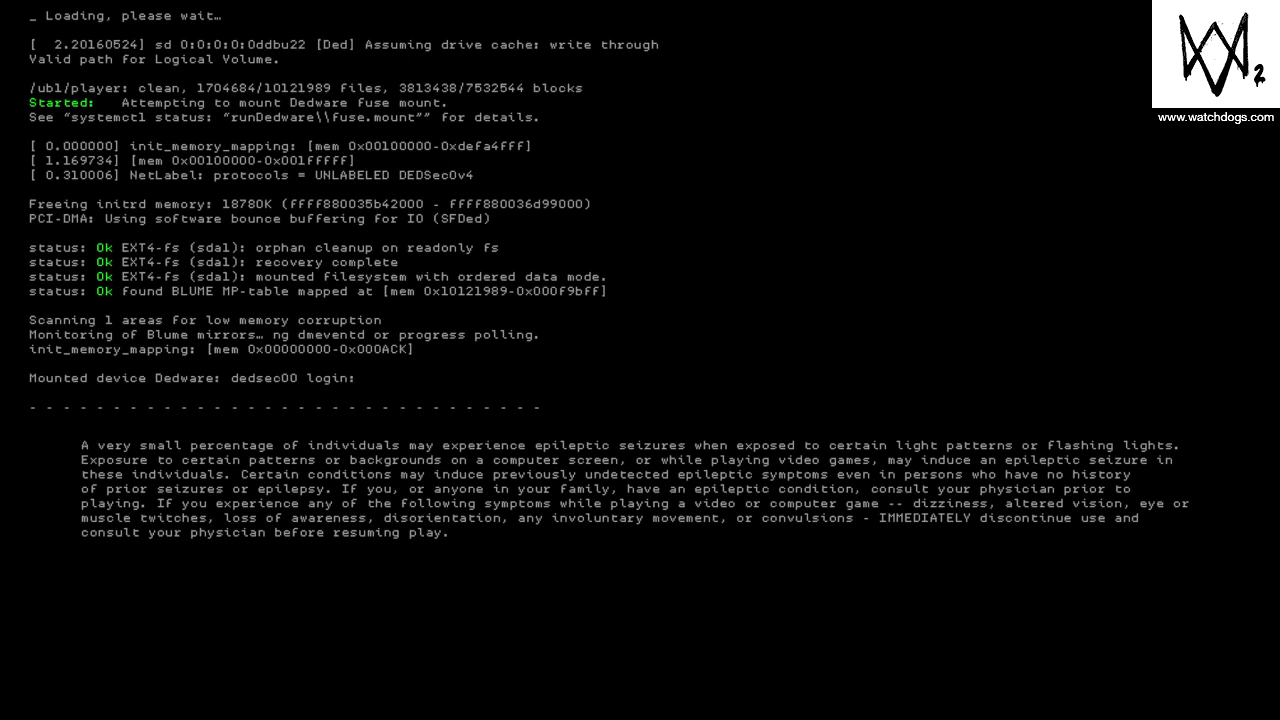 _ Loading, please wait…
[  2.20160524] sd 0:0:0:0:0ddbu22 [Ded] Assuming drive cache: write through
Valid path for Logical Volume.
/ubl/player: clean, 1704684/10121989 files, 3813438/7532544 blocks
Started:   Attempting to mount Dedware fuse mount.
See “systemctl status: “runDedware\\fuse.mount”” for details.
[ 0.000000] init_memory_mapping: [mem 0x00100000-0xdefa4fff]
[ 1.169734] [mem 0x00100000-0x001fffff]
[ 0.310006] NetLabel: protocols = UNLABELED DEDSecOv4
Freeing initrd memory: 18780K (ffff880035b42000 - ffff880036d99000)
PCI-DMA: Using software bounce buffering for IO (SFDed)
status: Ok EXT4-fs (sda1): orphan cleanup on readonly fs
status: Ok EXT4-fs (sda1): recovery complete
status: Ok EXT4-fs (sda1): mounted filesystem with ordered data mode.
status: Ok found BLUME MP-table mapped at [mem 0x10121989-0x000f9bff]
Scanning 1 areas for low memory corruption
Monitoring of Blume mirrors… ng dmeventd or progress polling.
init_memory_mapping: [mem 0x00000000-0x000ACK]
Mounted device Dedware: dedsec00 login:
- - - - - - - - - - - - - - - - - - - - - - - - - - - - - - -
A very small percentage of individuals may experience epileptic seizures when exposed to certain light patterns or flashing lights.
Exposure to certain patterns or backgrounds on a computer screen, or while playing video games, may induce an epileptic seizure in
these individuals. Certain conditions may induce previously undetected epileptic symptoms even in persons who have no history
of prior seizures or epilepsy. If you, or anyone in your family, have an epileptic condition, consult your physician prior to
playing. If you experience any of the following symptoms while playing a video or computer game -- dizziness, altered vision, eye or
muscle twitches, loss of awareness, disorientation, any involuntary movement, or convulsions - IMMEDIATELY discontinue use and
consult your physician before resuming play.
2
www.watchdogs.com